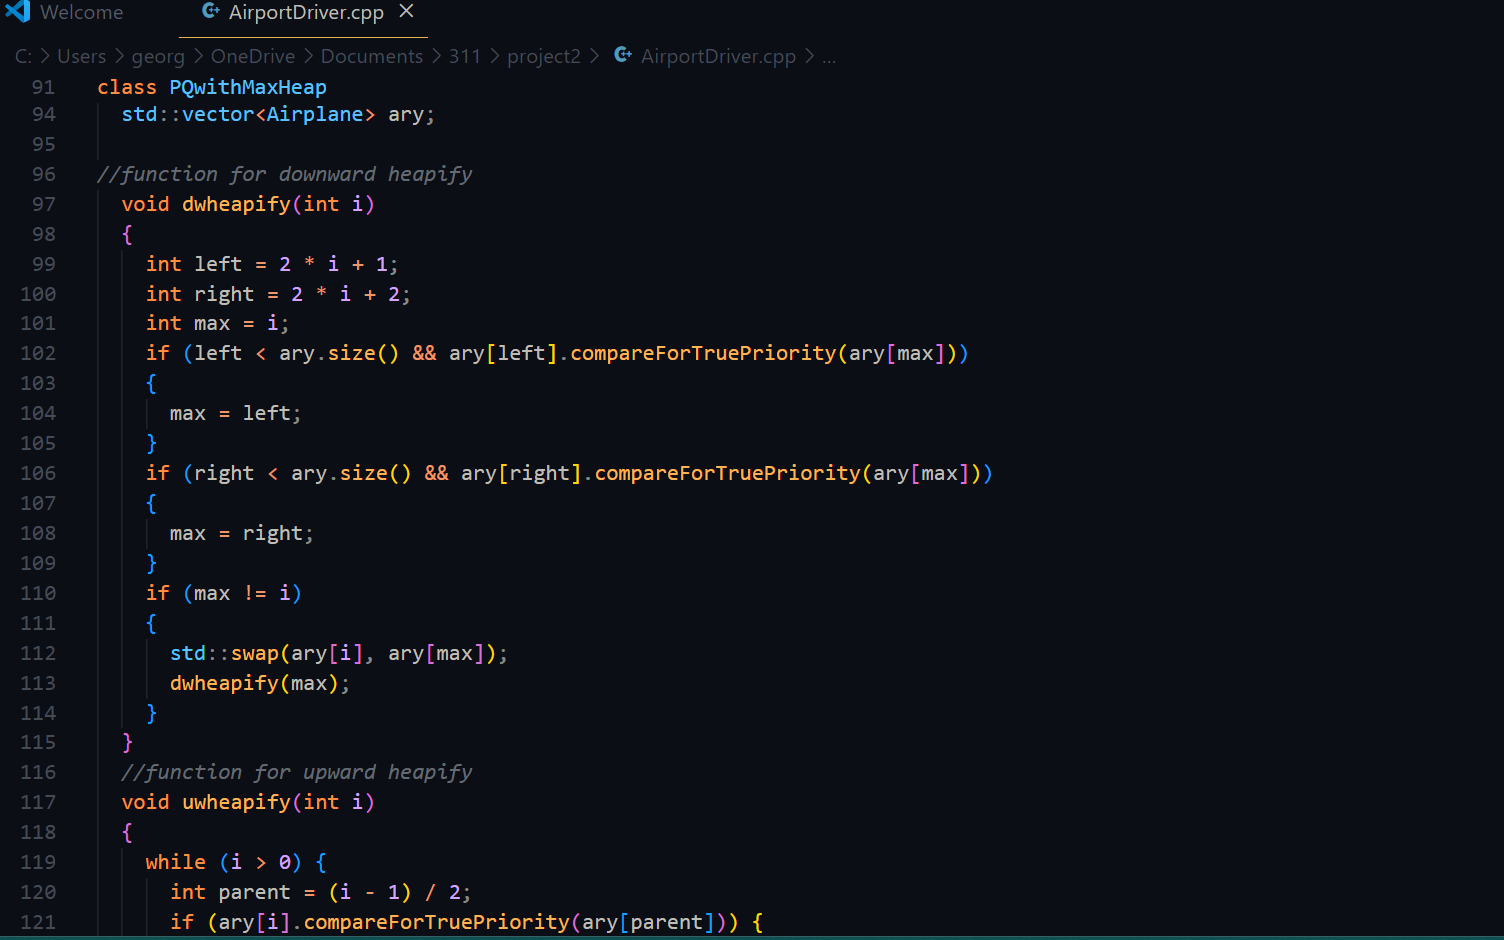 Welcome AirportDriver.cpp
C: > Users > georg > OneDrive > Documents > 311 > project2 > AirportDriver.cpp > ...
91 class PQwithMaxHeap
94 std::vector<Airplane> ary;
95
96 //function for downward heapify
97 void dwheapify(int i)
98 {
99 int left = 2 * i + 1;
100 int right = 2 * i + 2;
101 int max = i;
102 if (left < ary.size() && ary[left].compareForTruePriority(ary[max]))
103 {
104 max = left;
105 }
106 if (right < ary.size() && ary[right].compareForTruePriority(ary[max]))
107 {
108 max = right;
109 }
110 if (max != i)
111 {
112 std::swap(ary[i], ary[max]);
113 dwheapify(max);
114 }
115 }
116 //function for upward heapify
117 void uwheapify(int i)
118 {
119 while (i > 0) {
120 int parent = (i - 1) / 2;
121 if (ary[i].compareForTruePriority(ary[parent])) {